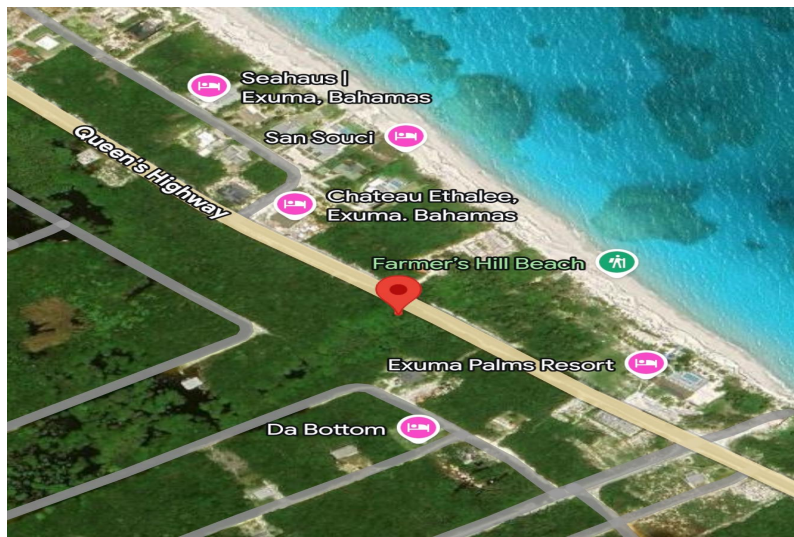 Seahaus |
Exuma, Bahamas
San Souci
Queen's Highway
Chateau Ethalee,
Exuma. Bahamas
Farmer's Hill Beach
Exuma Palms Resort
Da Bottom